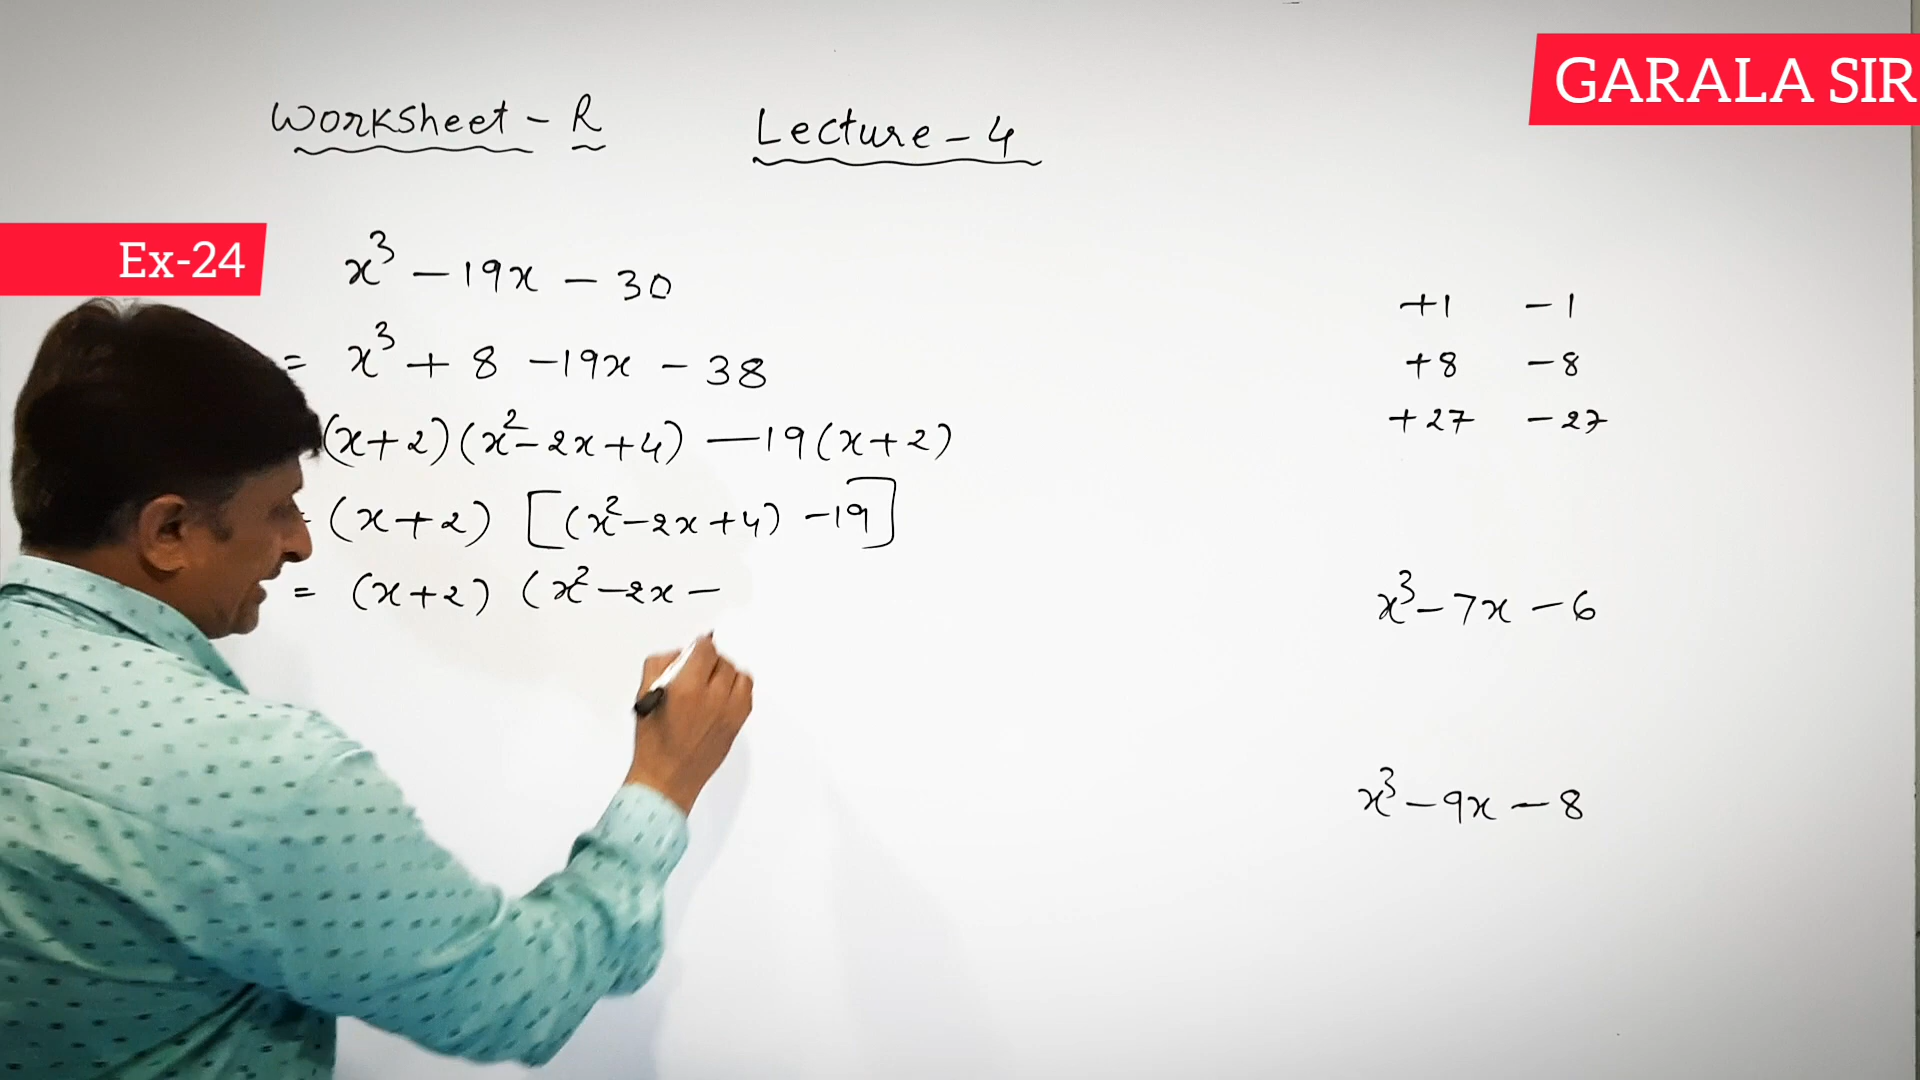 GARALA SIR
Worksheet - R Lecture - 4
Ex-24
x³ - 19x - 30
= x³ + 8 - 19x - 38
(x+2)(x²-2x+4) - 19(x+2)
= (x+2) [(x²-2x+4) -19]
= (x+2) (x²-2x-
+1 -1
+8 -8
+27 -27
x³-7x-6
x³-9x-8